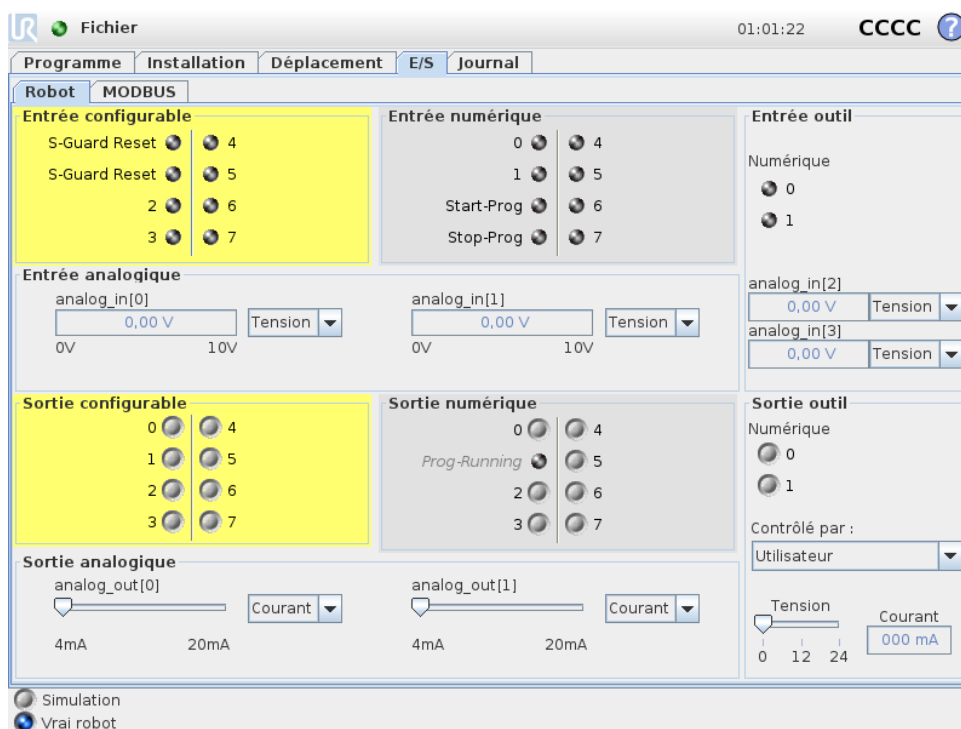 UR Fichier 01:01:22 CCCC ?
Programme Installation Déplacement E/S Journal
Robot MODBUS
Entrée configurable
S-Guard Reset 4
S-Guard Reset 5
2 6
3 7
Entrée numérique
0 4
1 5
Start-Prog 6
Stop-Prog 7
Entrée outil
Numérique
0
1
analog_in[2]
0,00 V Tension
analog_in[3]
0,00 V Tension
Entrée analogique
analog_in[0]
0,00 V Tension
0V 10V
analog_in[1]
0,00 V Tension
0V 10V
Sortie configurable
0 4
1 5
2 6
3 7
Sortie numérique
0 4
Prog-Running 5
2 6
3 7
Sortie outil
Numérique
0
1
Contrôlé par :
Utilisateur
Tension
0 12 24
Courant
000 mA
Sortie analogique
analog_out[0]
Courant
4mA 20mA
analog_out[1]
Courant
4mA 20mA
Simulation
Vrai robot